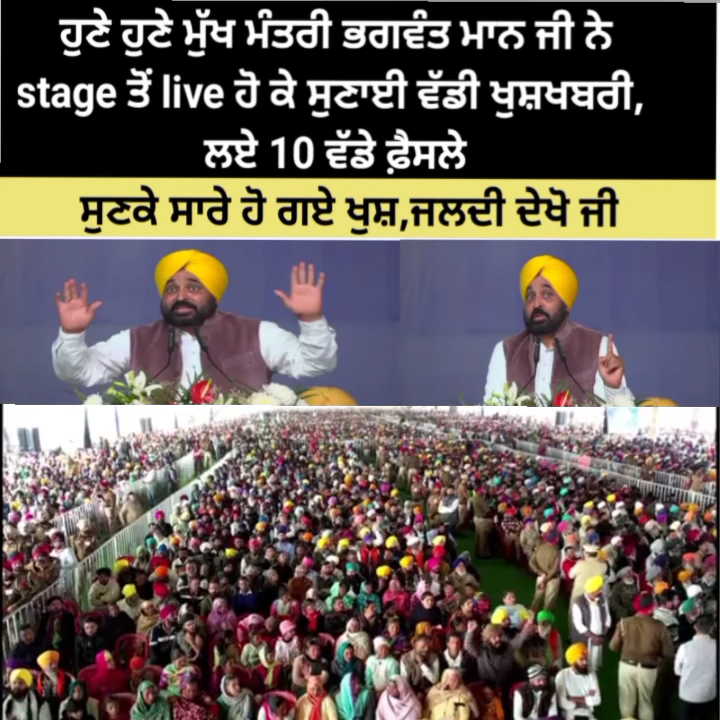 ਹੁਣੇ ਹੁਣੇ ਮੁੱਖ ਮੰਤਰੀ ਭਗਵੰਤ ਮਾਨ ਜੀ ਨੇ
stage ਤੋਂ live ਹੋ ਕੇ ਸੁਣਾਈ ਵੱਡੀ ਖੁਸ਼ਖਬਰੀ,
ਲਏ 10 ਵੱਡੇ ਫ਼ੈਸਲੇ
ਸੁਣਕੇ ਸਾਰੇ ਹੋ ਗਏ ਖੁਸ਼,ਜਲਦੀ ਦੇਖੋ ਜੀ